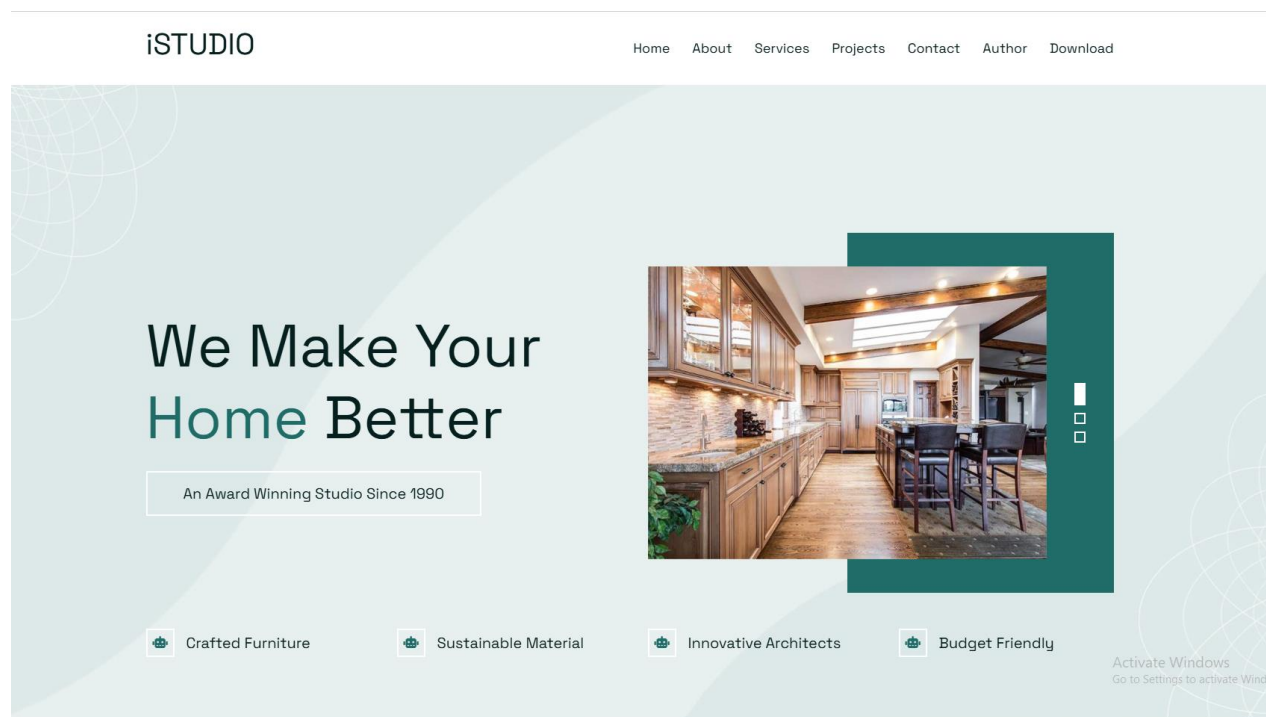 iSTUDIO
Home About Services Projects Contact Author Download
We Make Your
Home Better
An Award Winning Studio Since 1990
Crafted Furniture
Sustainable Material
Innovative Architects
Budget Friendly
Activate Windows
Go to Settings to activate Wind